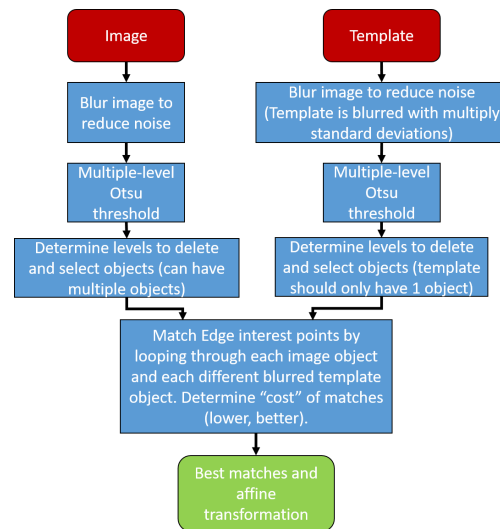 Image
Template
Blur image to
reduce noise
Blur image to reduce noise
(Template is blurred with multiply
standard deviations)
Multiple-level
Otsu
threshold
Multiple-level
Otsu
threshold
Determine levels to delete
and select objects (can have
multiple objects)
Determine levels to delete
and select objects (template
should only have 1 object)
Match Edge interest points by
looping through each image object
and each different blurred template
object. Determine “cost” of matches
(lower, better).
Best matches and
affine
transformation